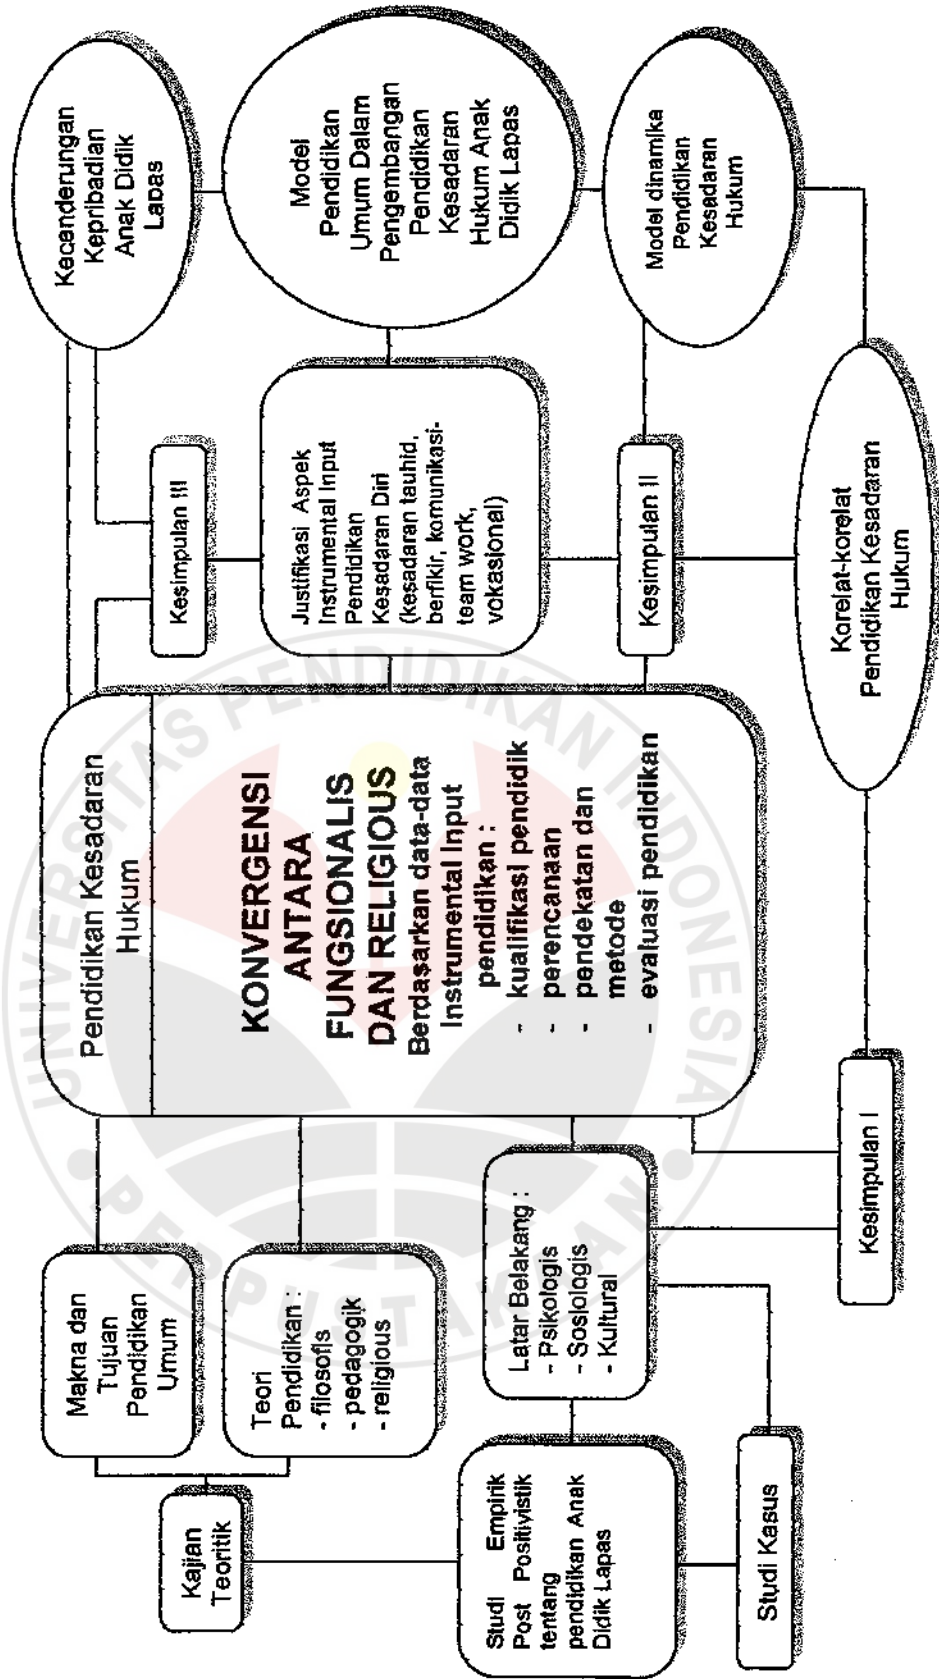 Kajian
Teoritik
Makna dan
Tujuan
Pendidikan
Umum
Teori
Pendidikan :
- filosofis
- pedagogik
- religious
Studi Empirik
Post Positivistik
tentang
pendidikan Anak
Didik Lapas
Studi Kasus
Latar Belakang :
- Psikologis
- Sosiologis
- Kultural
Kesimpulan I
Pendidikan Kesadaran
Hukum
KONVERGENSI
ANTARA
FUNGSIONALIS
DAN RELIGIOUS
Berdasarkan data-data
Instrumental Input
pendidikan :
- kualifikasi pendidik
- perencanaan
- pendekatan dan
metode
- evaluasi pendidikan
Kesimpulan III
Justifikasi Aspek
Instrumental Input
Pendidikan
Kesadaran Diri
(kesadaran tauhid,
berfikir, komunikasi-
team work,
vokasional)
Kesimpulan II
Korelat-korelat
Pendidikan Kesadaran
Hukum
Kecenderungan
Kepribadian
Anak Didik
Lapas
Model
Pendidikan
Umum Dalam
Pengembangan
Pendidikan
Kesadaran
Hukum Anak
Didik Lapas
Model dinamika
Pendidikan
Kesadaran
Hukum
UNIVERSITAS PENDIDIKAN INDONESIA
PERPUSTAKAAN